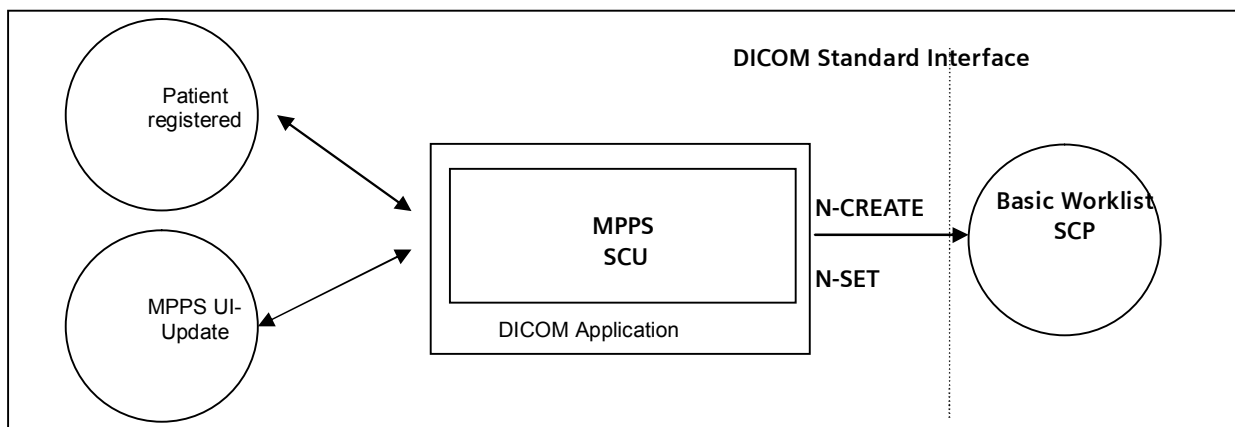 Patient
registered
DICOM Standard Interface
MPPS
SCU
N-CREATE
N-SET
Basic Worklist
SCP
MPPS UI-
Update
DICOM Application